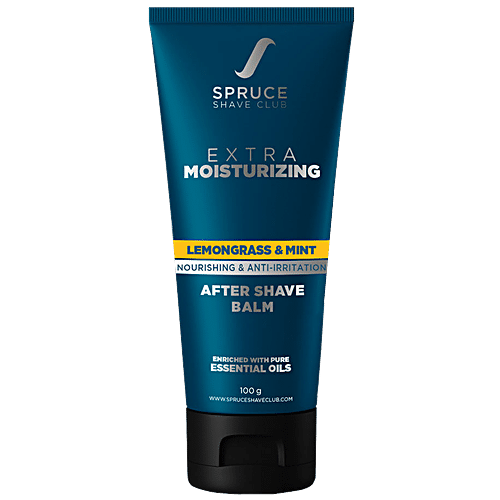 SPRUCE
SHAVE CLUB
EXTRA
MOISTURIZING
LEMONGRASS & MINT
NOURISHING & ANTI-IRRITATION
AFTER SHAVE
BALM
ENRICHED WITH PURE
ESSENTIAL OILS
100 g
WWW.SPRUCESHAVECLUB.COM